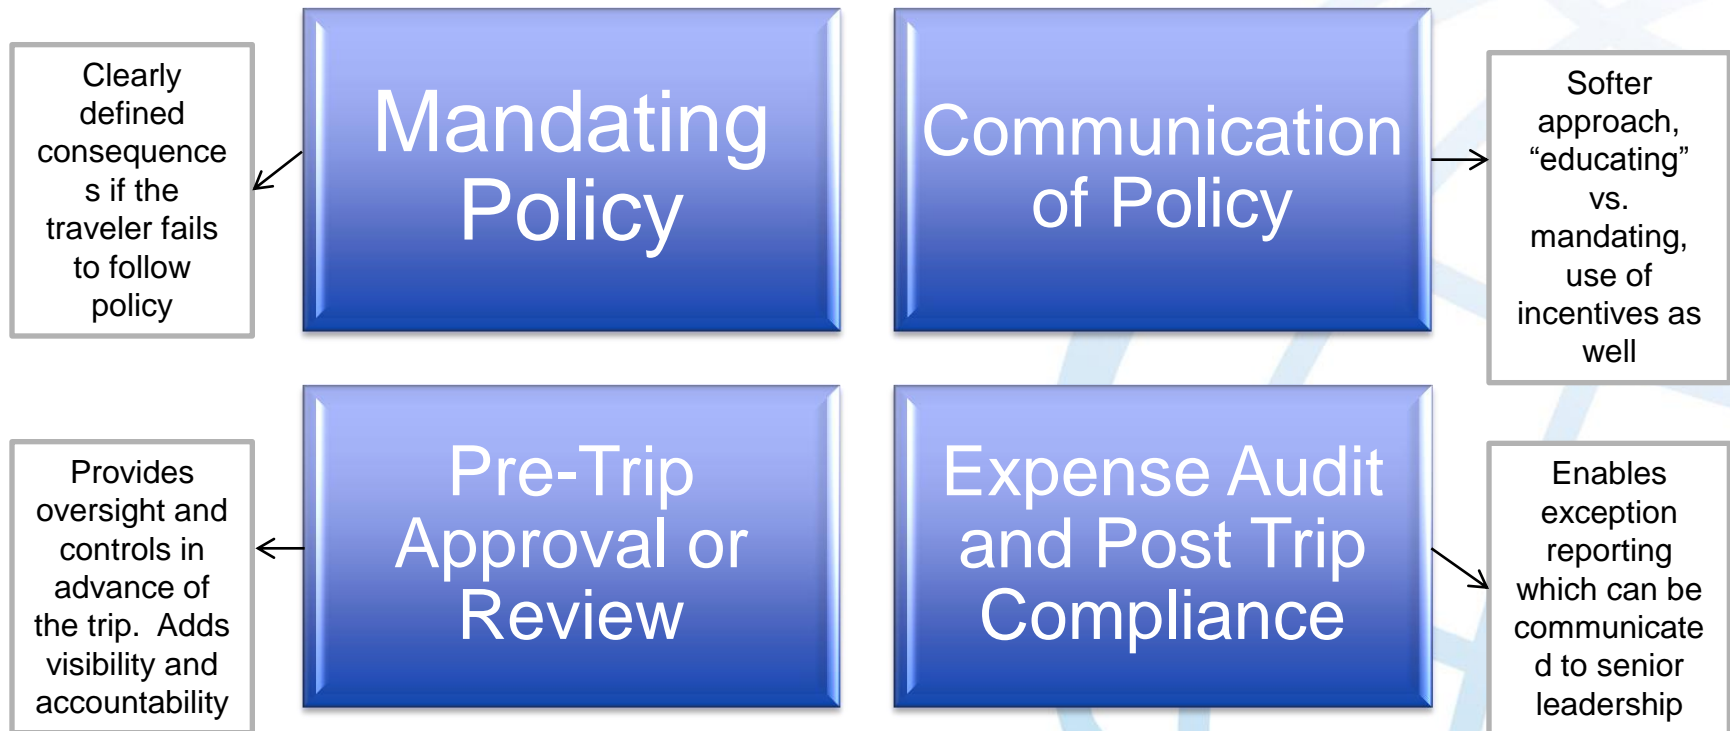 Clearly
defined
consequence
s if the
traveler fails
to follow
policy
Mandating
Policy
Communication
of Policy
Softer
approach,
“educating”
vs.
mandating,
use of
incentives as
well
Provides
oversight and
controls in
advance of
the trip.  Adds
visibility and
accountability
Pre-Trip
Approval or
Review
Expense Audit
and Post Trip
Compliance
Enables
exception
reporting
which can be
communicate
d to senior
leadership